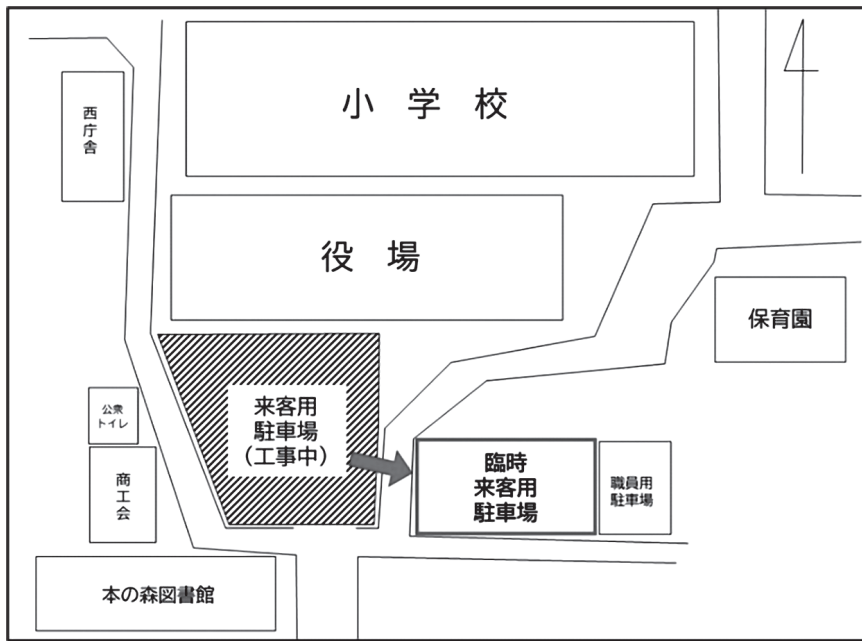 小学校
西庁舎
役場
保育園
来客用
駐車場
（工事中）
公衆
トイレ
臨時
来客用
駐車場
職員用
駐車場
商工会
本の森図書館